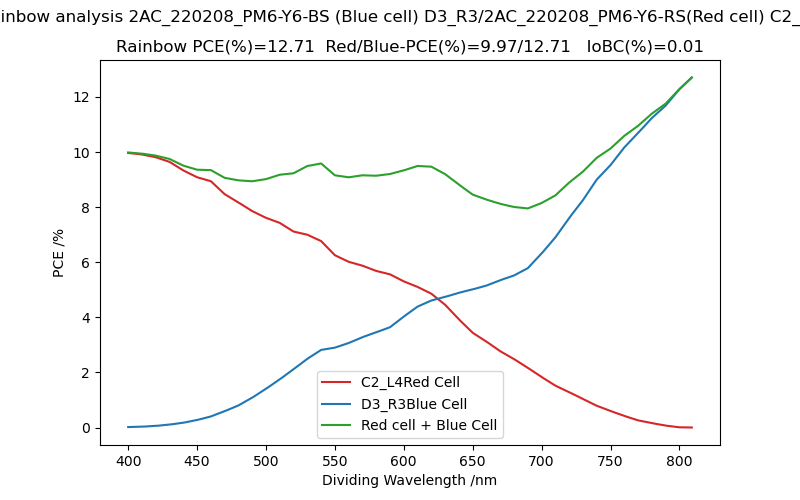 inbow analysis 2AC_220208_PM6-Y6-BS (Blue cell) D3_R3/2AC_220208_PM6-Y6-RS(Red cell) C2_
Rainbow PCE(%)=12.71 Red/Blue-PCE(%)=9.97/12.71 IoBC(%)=0.01
PCE /%
12
10
8
6
4
2
0
C2_L4Red Cell
D3_R3Blue Cell
Red cell + Blue Cell
400 450 500 550 600 650 700 750 800
Dividing Wavelength /nm